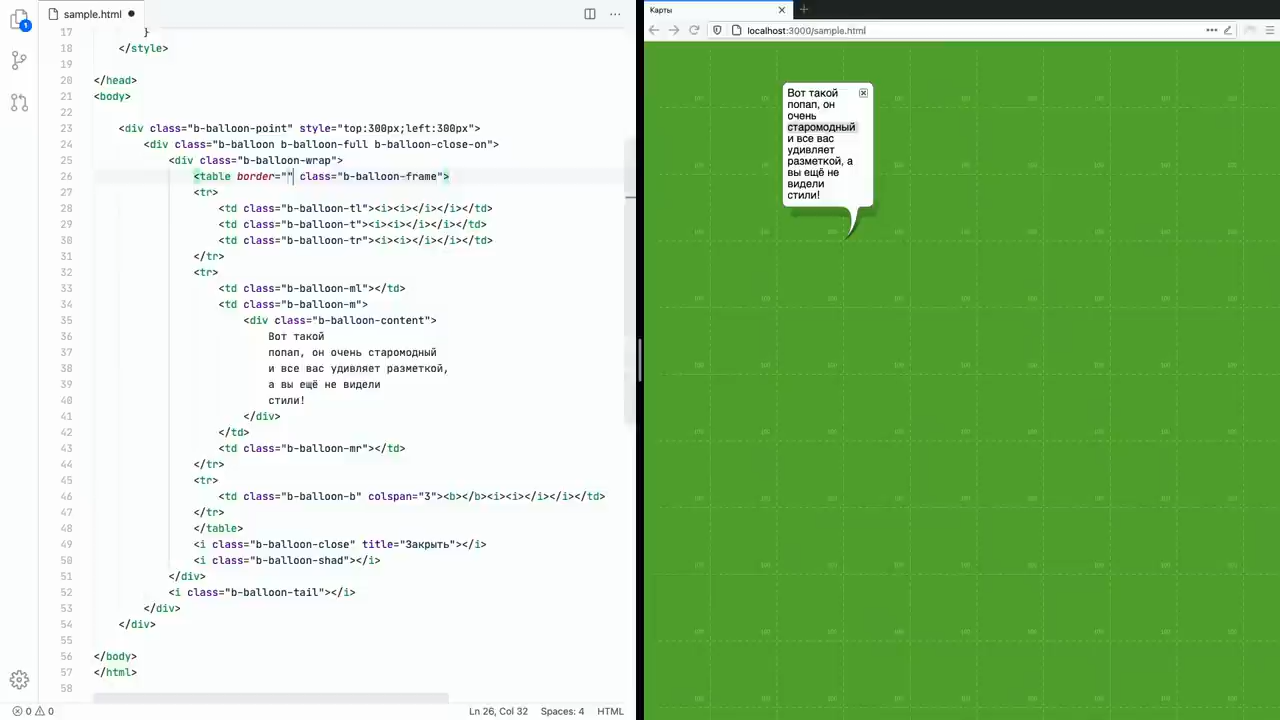 1
sample.html ●
···
17 }
18 </style>
19
20 </head>
21 <body>
22
23 <div class="b-balloon-point" style="top:300px;left:300px">
24 <div class="b-balloon b-balloon-full b-balloon-close-on">
25 <div class="b-balloon-wrap">
26 <table border="" class="b-balloon-frame">
27 <tr>
28 <td class="b-balloon-tl"><i><i></i></i></td>
29 <td class="b-balloon-t"><i><i></i></i></td>
30 <td class="b-balloon-tr"><i><i></i></i></td>
31 </tr>
32 <tr>
33 <td class="b-balloon-ml"></td>
34 <td class="b-balloon-m">
35 <div class="b-balloon-content">
36 Вот такой
37 попап, он очень старомодный
38 и все вас удивляет разметкой,
39 а вы ещё не видели
40 стили!
41 </div>
42 </td>
43 <td class="b-balloon-mr"></td>
44 </tr>
45 <tr>
46 <td class="b-balloon-b" colspan="3"><b></b><i><i></i></i></td>
47 </tr>
48 </table>
49 <i class="b-balloon-close" title="Закрыть"></i>
50 <i class="b-balloon-shad"></i>
51 </div>
52 <i class="b-balloon-tail"></i>
53 </div>
54 </div>
55
56 </body>
57 </html>
58
0 0
Ln 26, Col 32 Spaces: 4 HTML
Карты
localhost:3000/sample.html
Вот такой
попап, он
очень
старомодный
и все вас
удивляет
разметкой, а
вы ещё не
видели
стили!